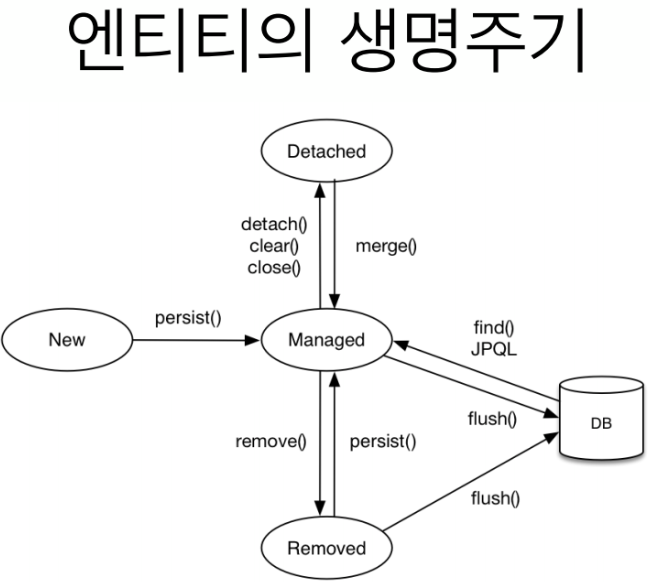 엔티티의 생명주기
Detached
detach()
clear()
close()
merge()
persist()
New
Managed
find()
JPQL
flush()
DB
remove()
persist()
flush()
Removed